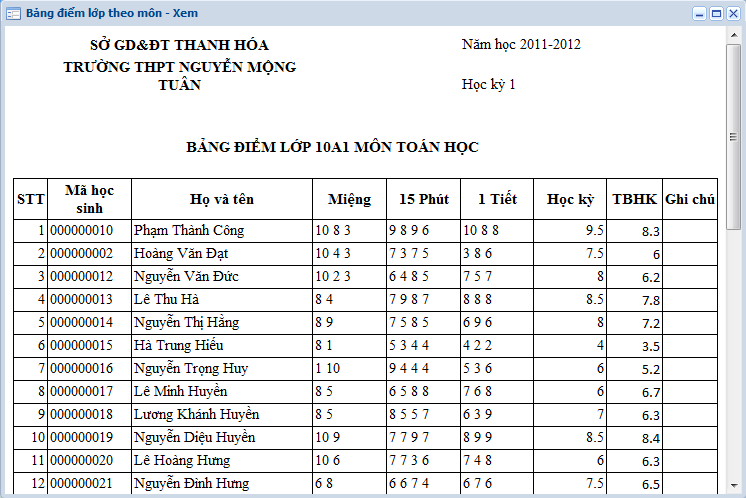 Bảng điểm lớp theo môn - Xem
SỞ GD&ĐT THANH HÓA
Năm học 2011-2012
TRƯỜNG THPT NGUYỄN MỘNG
TUÂN
Học kỳ 1
BẢNG ĐIỂM LỚP 10A1 MÔN TOÁN HỌC
STT Mã học sinh Họ và tên Miệng 15 Phút 1 Tiết Học kỳ TBHK Ghi chú
1 000000010 Phạm Thành Công 10 8 3 9 8 9 6 10 8 8 9.5 8.3
2 000000002 Hoàng Văn Đạt 10 4 3 7 3 7 5 3 8 6 7.5 6
3 000000012 Nguyễn Văn Đức 10 2 3 6 4 8 5 7 5 7 8 6.2
4 000000013 Lê Thu Hà 8 4 7 9 8 7 8 8 8 8.5 7.8
5 000000014 Nguyễn Thị Hằng 8 9 7 5 8 5 6 9 6 8 7.2
6 000000015 Hà Trung Hiếu 8 1 5 3 4 4 4 2 2 4 3.5
7 000000016 Nguyễn Trọng Huy 1 10 9 4 4 4 5 3 6 6 5.2
8 000000017 Lê Minh Huyền 8 5 6 5 8 8 7 6 8 6 6.7
9 000000018 Lương Khánh Huyền 8 5 8 5 5 7 6 3 9 7 6.3
10 000000019 Nguyễn Diệu Huyền 10 9 7 7 9 7 8 9 9 8.5 8.4
11 000000020 Lê Hoàng Hưng 10 6 7 7 3 6 7 4 8 6 6.3
12 000000021 Nguyễn Đình Hưng 6 8 6 6 7 4 6 7 6 7.5 6.5